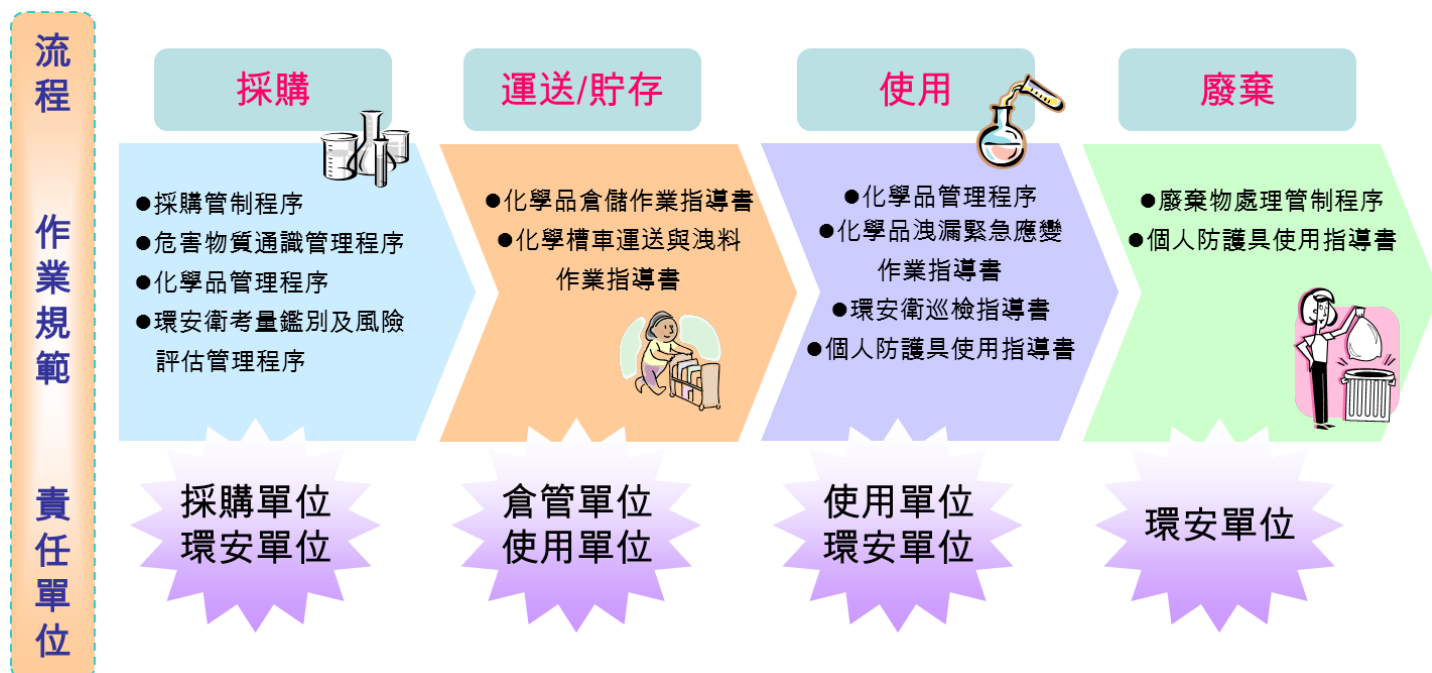 流程
作業規範
責任單位
採購
運送/貯存
使用
廢棄
●採購管制程序
●危害物質通識管理程序
●化學品管理程序
●環安衛考量鑑別及風險
評估管理程序
●化學品倉儲作業指導書
●化學槽車運送與洩料
作業指導書
●化學品管理程序
●化學品洩漏緊急應變
作業指導書
●環安衛巡檢指導書
●個人防護具使用指導書
●廢棄物處理管制程序
●個人防護具使用指導書
採購單位
環安單位
倉管單位
使用單位
使用單位
環安單位
環安單位